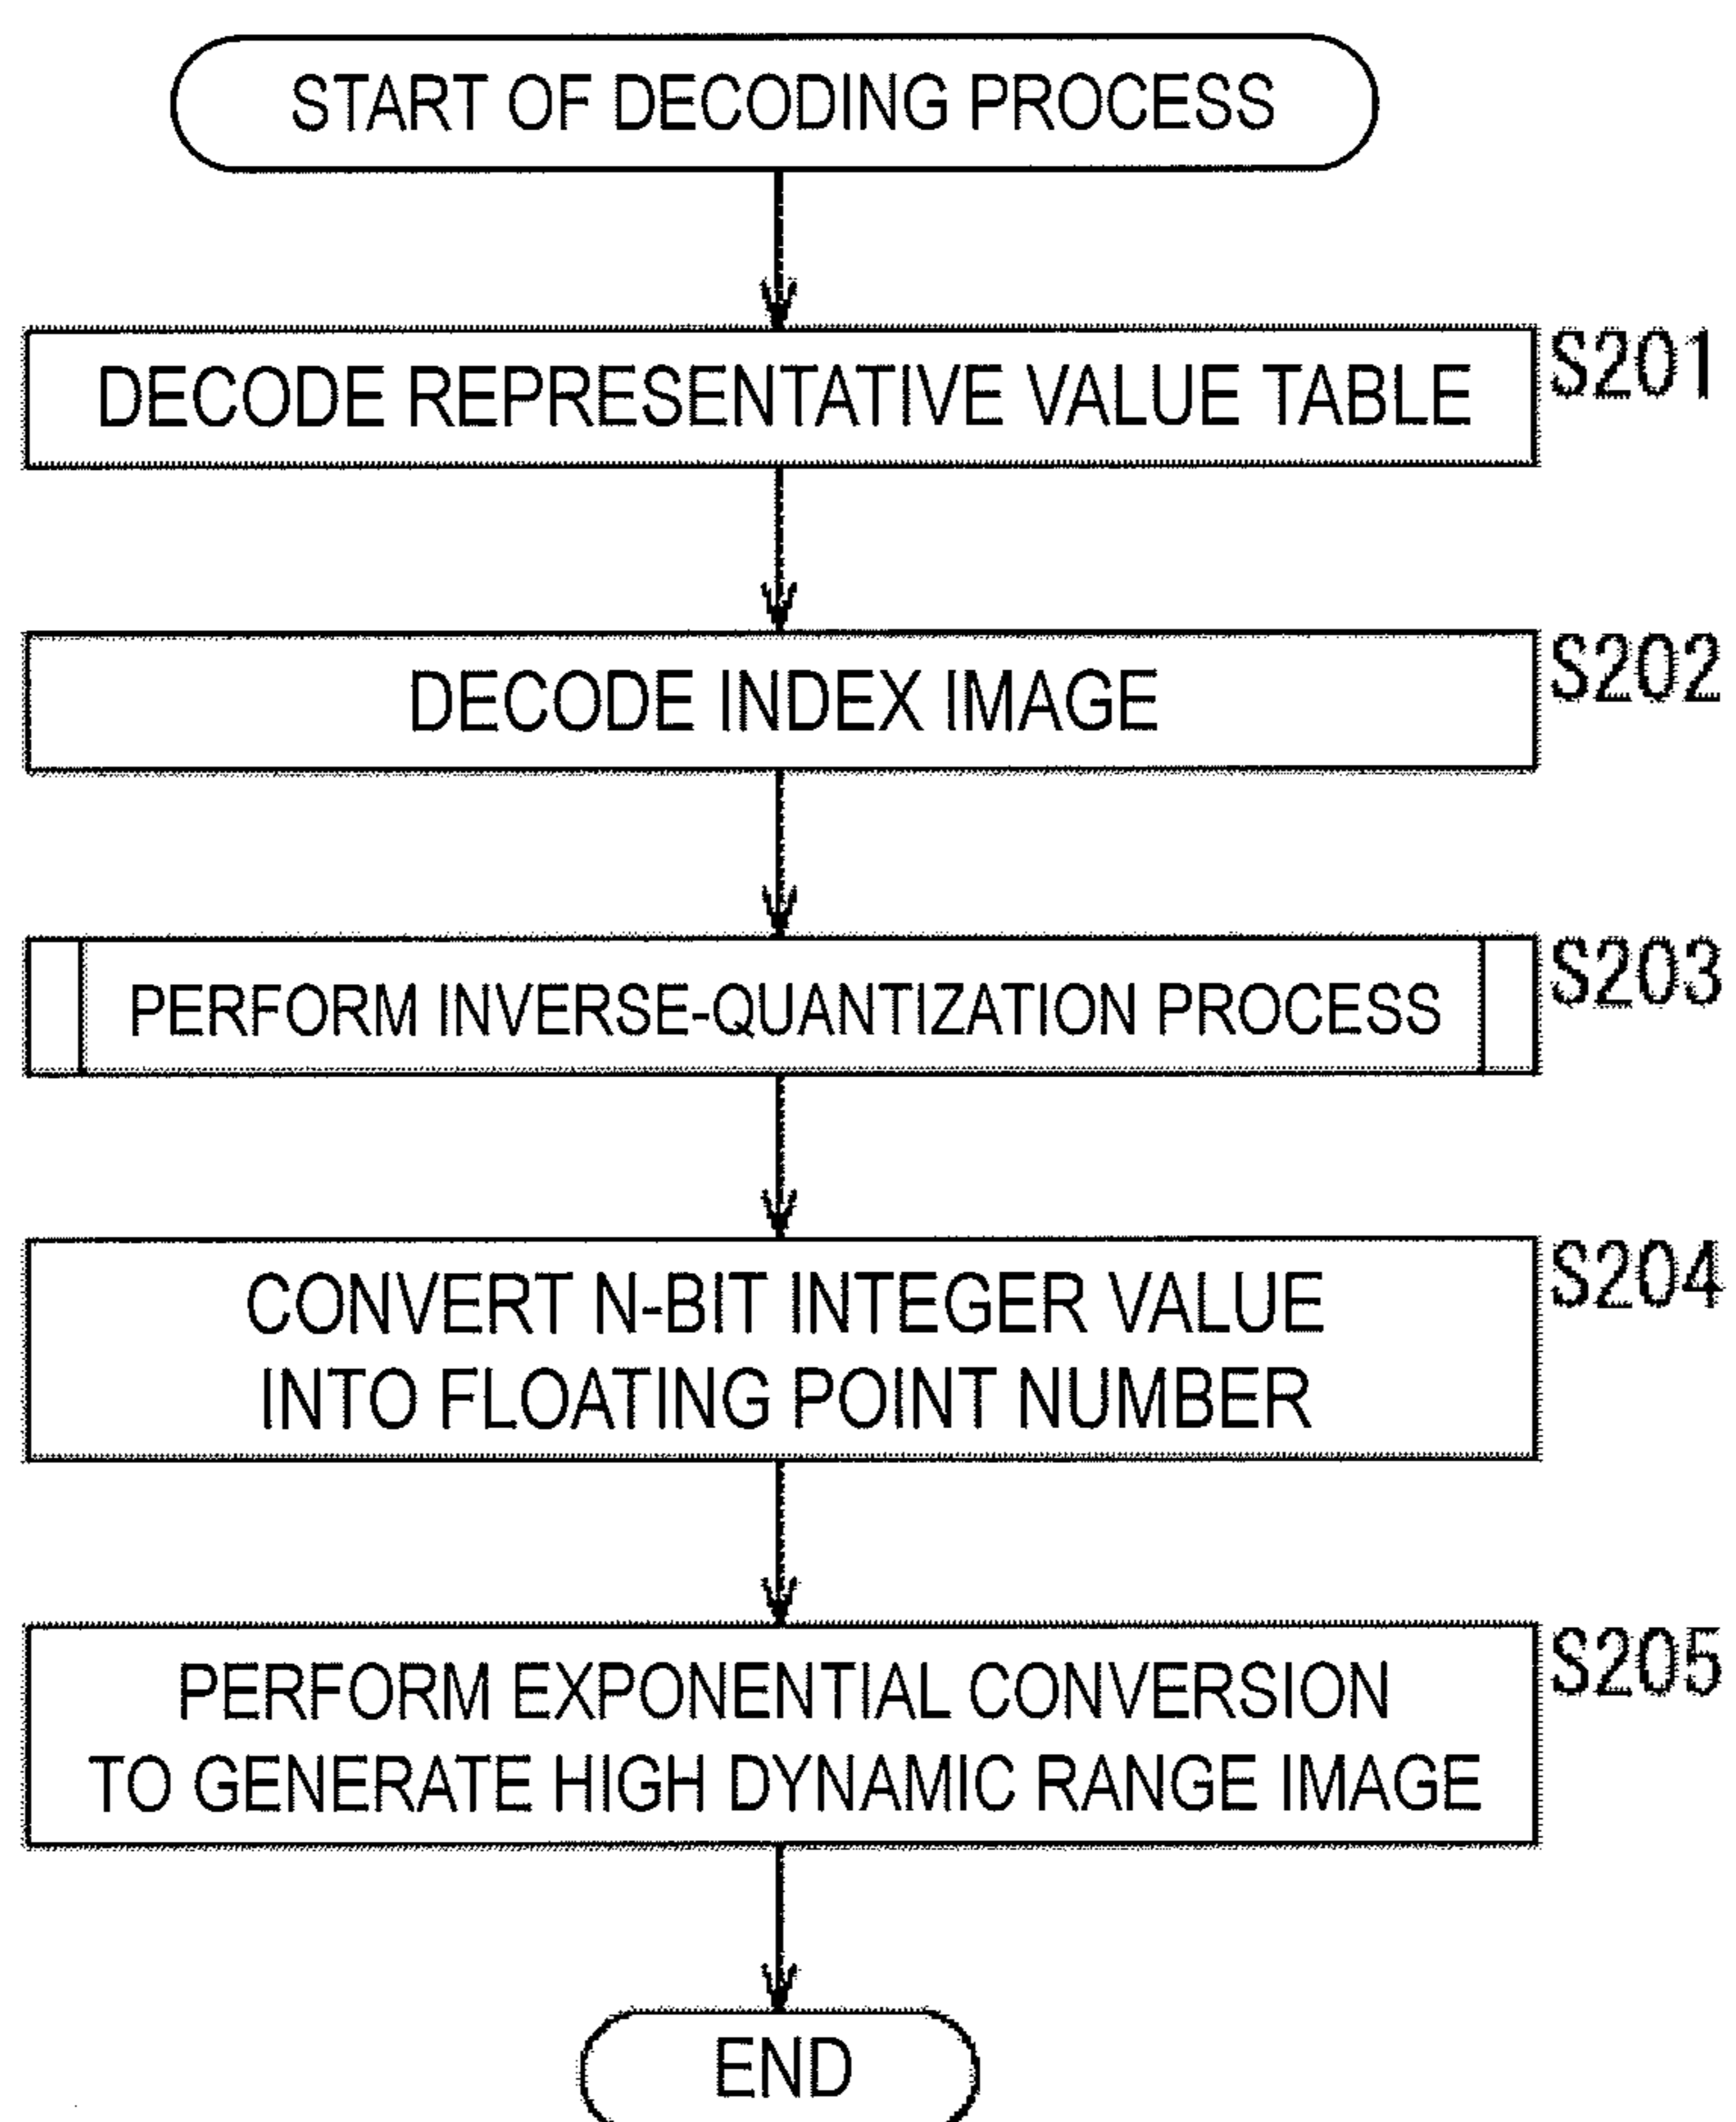 START OF DECODING PROCESS
DECODE REPRESENTATIVE VALUE TABLE
S201
DECODE INDEX IMAGE
S202
PERFORM INVERSE-QUANTIZATION PROCESS
S203
CONVERT N-BIT INTEGER VALUE
INTO FLOATING POINT NUMBER
S204
PERFORM EXPONENTIAL CONVERSION
TO GENERATE HIGH DYNAMIC RANGE IMAGE
S205
END